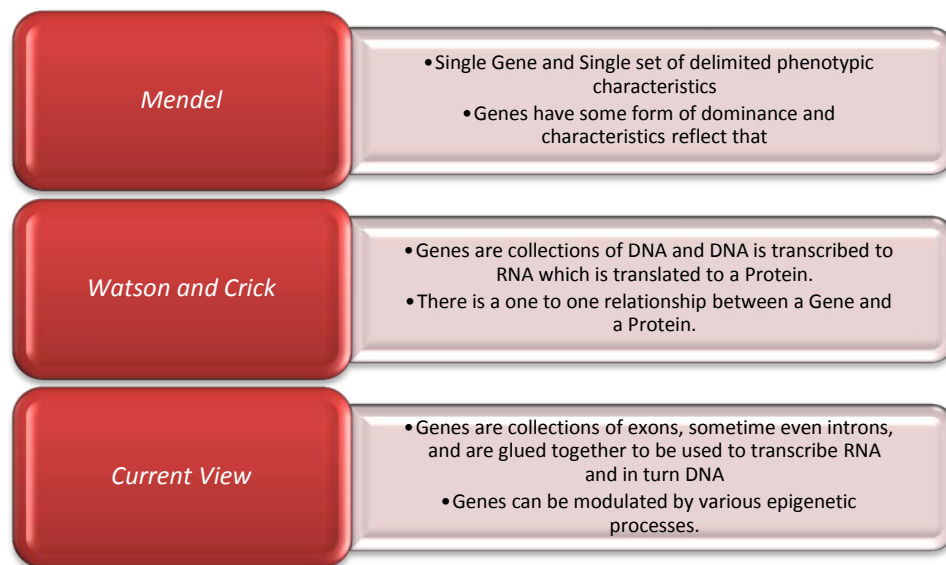 Mendel
•Single Gene and Single set of delimited phenotypic
characteristics
•Genes have some form of dominance and
characteristics reflect that
Watson and Crick
•Genes are collections of DNA and DNA is transcribed to
RNA which is translated to a Protein.
•There is a one to one relationship between a Gene and
a Protein.
Current View
•Genes are collections of exons, sometime even introns,
and are glued together to be used to transcribe RNA
and in turn DNA
•Genes can be modulated by various epigenetic
processes.